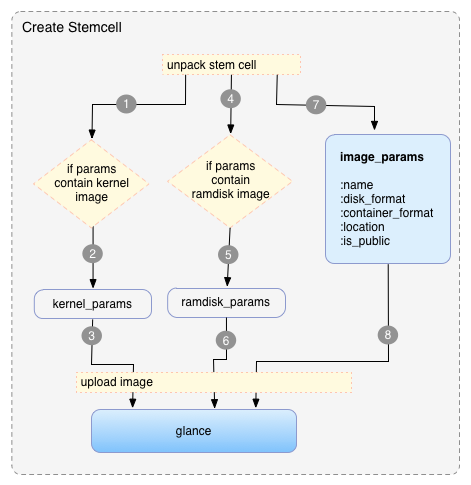 Create Stemcell
unpack stem cell
1
4
7
if params
contain kernel
image
if params
contain
ramdisk image
image_params
:name
:disk_format
:container_format
:location
:is_public
2
5
kernel_params
ramdisk_params
3
6
8
upload image
glance